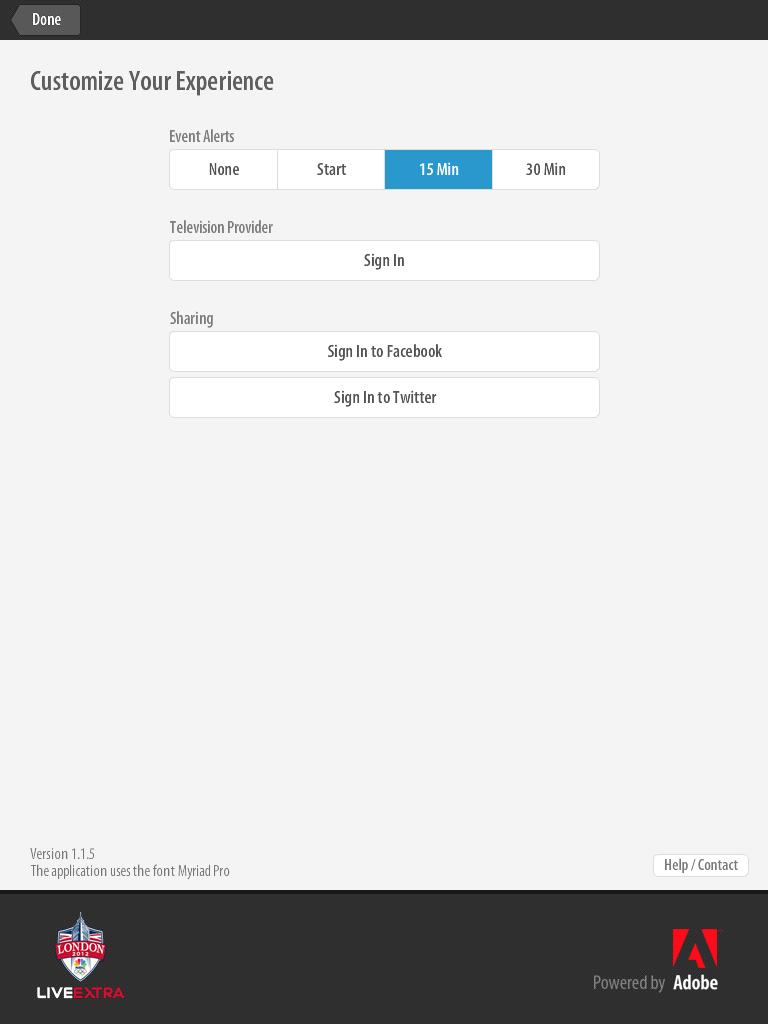 Done
Customize Your Experience
Event Alerts
None Start 15 Min 30 Min
Television Provider
Sign In
Sharing
Sign In to Facebook
Sign In to Twitter
Version 1.1.5
The application uses the font Myriad Pro
Help / Contact
LONDON
2012
LIVEEXTRA
Powered by Adobe